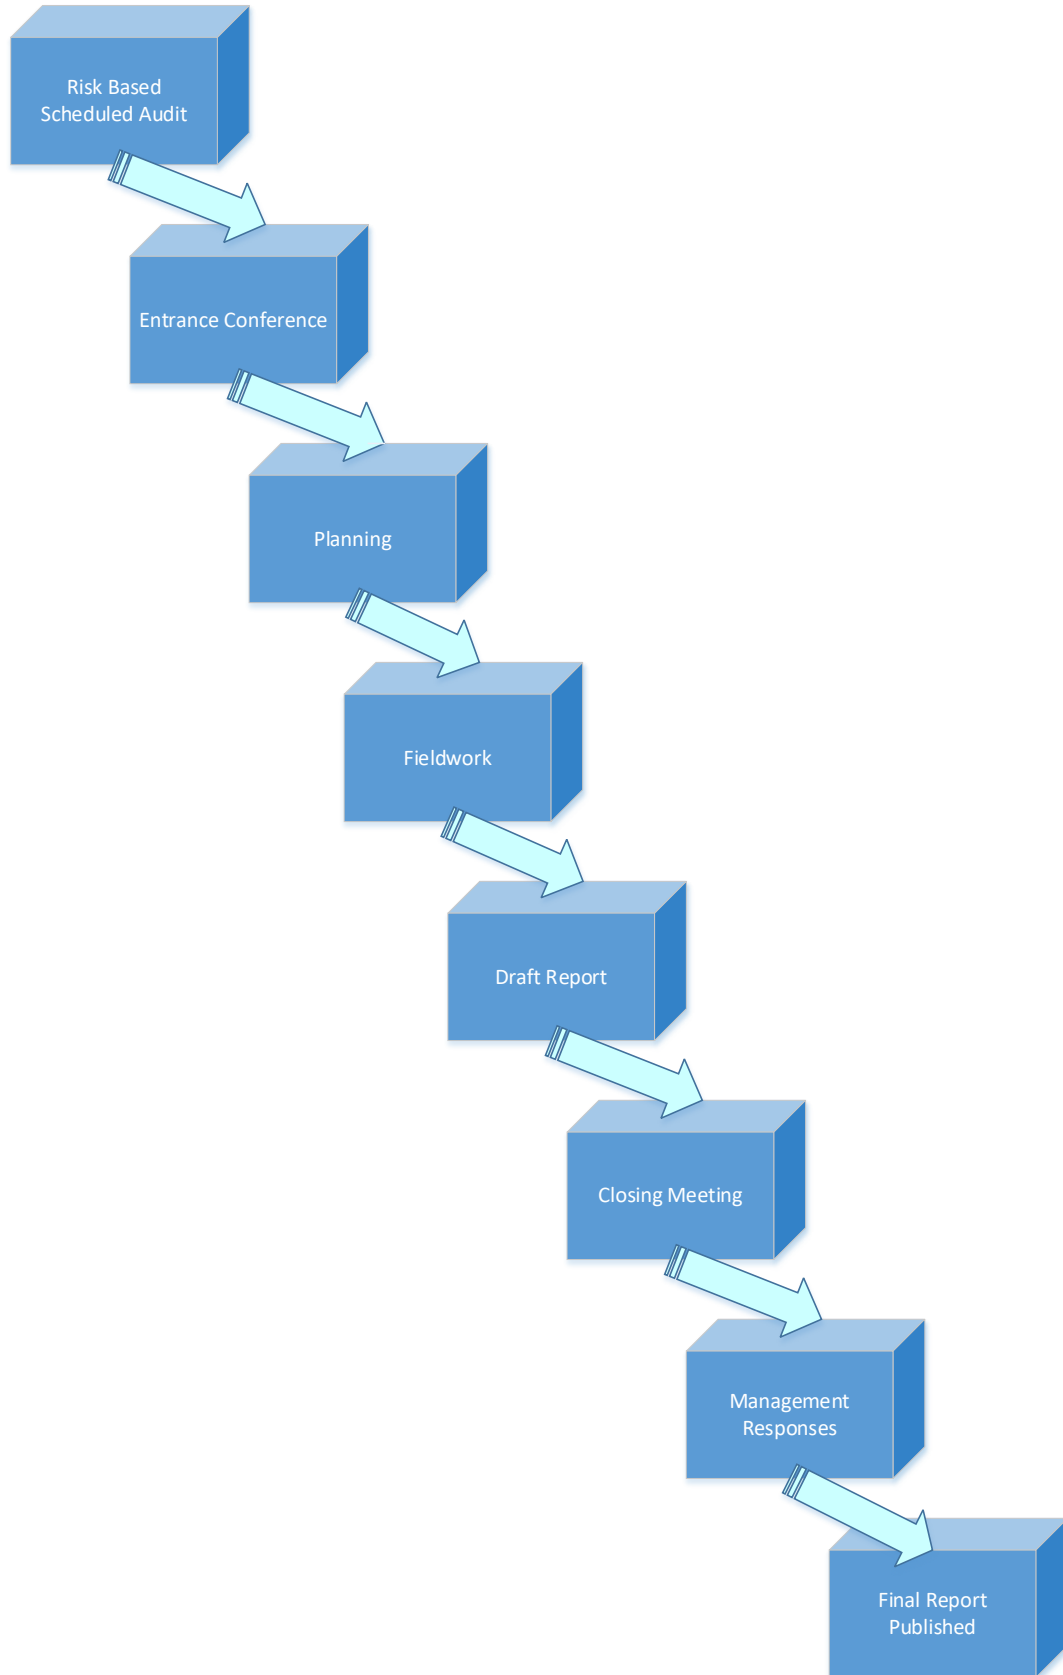 Risk Based
Scheduled Audit
Entrance Conference
Planning
Fieldwork
Draft Report
Closing Meeting
Management
Responses
Final Report
Published